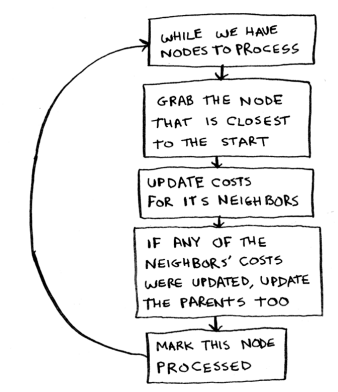 WHILE WE HAVE
NODES TO PROCESS
GRAB THE NODE
THAT IS CLOSEST
TO THE START
UPDATE COSTS
FOR IT'S NEIGHBORS
IF ANY OF THE
NEIGHBORS' COSTS
WERE UPDATED, UPDATE
THE PARENTS TOO
MARK THIS NODE
PROCESSED